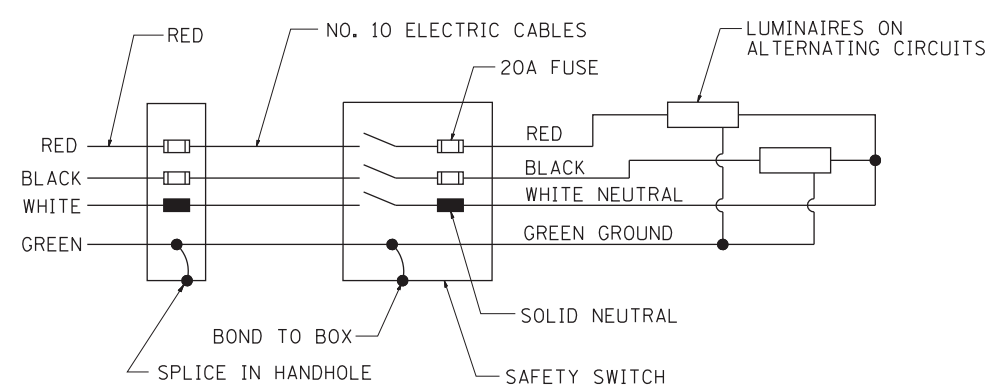 RED
NO. 10 ELECTRIC CABLES
LUMINAIRES ON
ALTERNATING CIRCUITS
20A FUSE
RED
RED
BLACK
BLACK
WHITE
WHITE NEUTRAL
GREEN
GREEN GROUND
SOLID NEUTRAL
BOND TO BOX
SPLICE IN HANDHOLE
SAFETY SWITCH